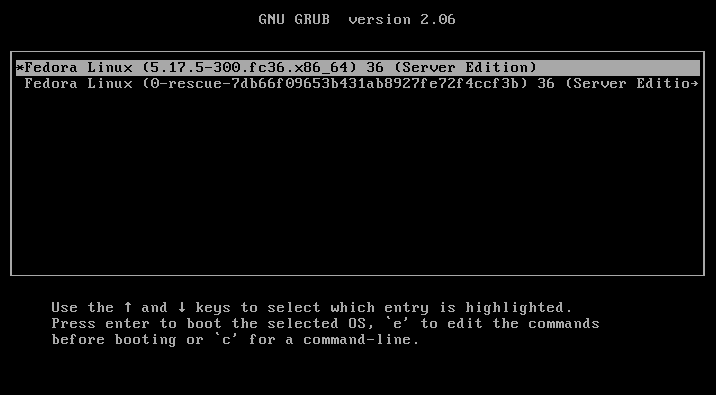 GNU GRUB  version 2.06
*Fedora Linux (5.17.5-300.fc36.x86_64) 36 (Server Edition)
Fedora Linux (0-rescue-7db66f09653b431ab8927fe72f4ccf3b) 36 (Server Editio→
Use the ↑ and ↓ keys to select which entry is highlighted.
Press enter to boot the selected OS, `e' to edit the commands
before booting or `c' for a command-line.